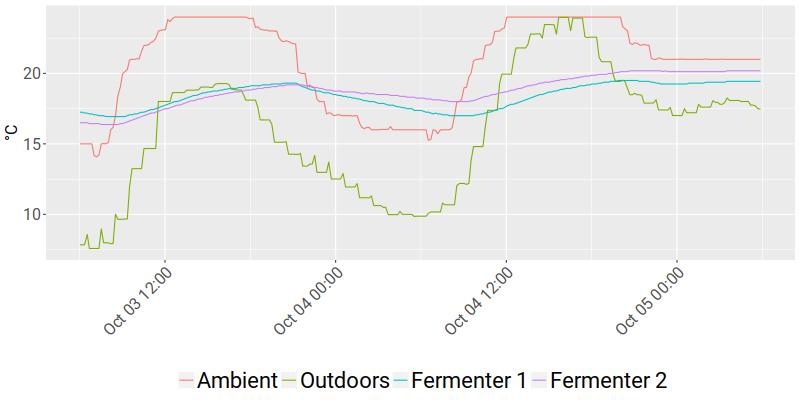 °C
20
15
10
Oct 03 12:00
Oct 04 00:00
Oct 04 12:00
Oct 05 00:00
Ambient Outdoors Fermenter 1 Fermenter 2